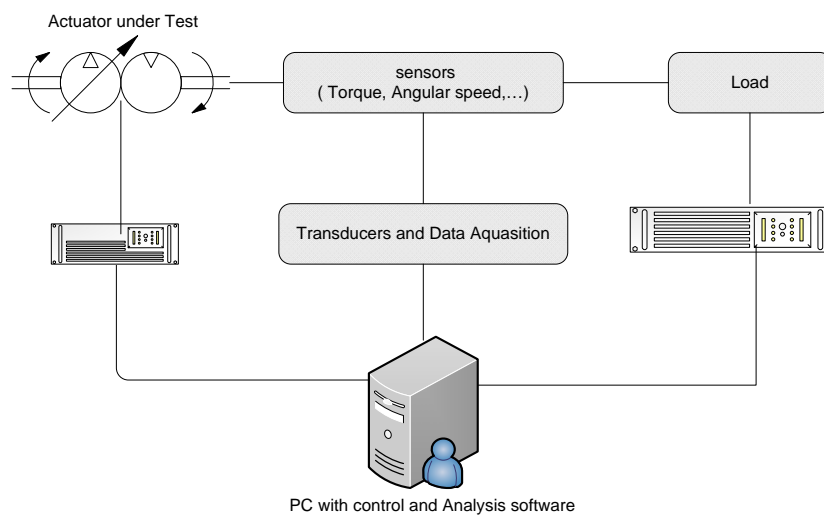 Actuator under Test
sensors
( Torque, Angular speed,...)
Load
Transducers and Data Aquasition
PC with control and Analysis software